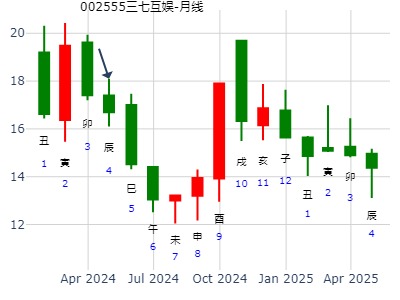 002555三七互娱-月线
20
18
16
14
12
丑
1
寅
2
卯
3
辰
4
巳
5
午
6
未
7
申
8
酉
9
戌
10
亥
11
子
12
丑
1
寅
2
卯
3
辰
4
Apr 2024
Jul 2024
Oct 2024
Jan 2025
Apr 2025